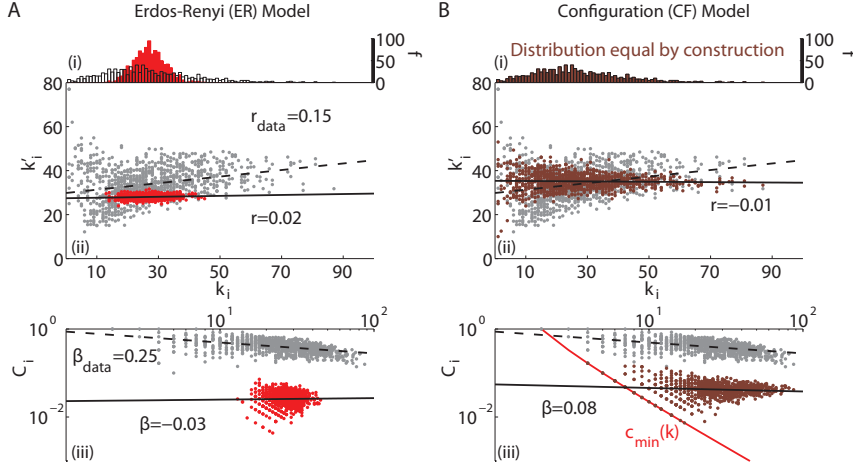 A
Erdos-Renyi (ER) Model
(i)
100
50
0
f
80
60
40
20
0
k'i
rdata=0.15
r=0.02
(ii)
10 30 50 70 90
ki
10^1 10^2
10^0
10^-2
Ci
βdata=0.25
β=−0.03
(iii)
B
Configuration (CF) Model
Distribution equal by construction
(i)
100
50
0
f
80
60
40
20
0
k'i
r=−0.01
(ii)
10 30 50 70 90
ki
10^1 10^2
10^0
10^-2
Ci
β=0.08
cmin(k)
(iii)